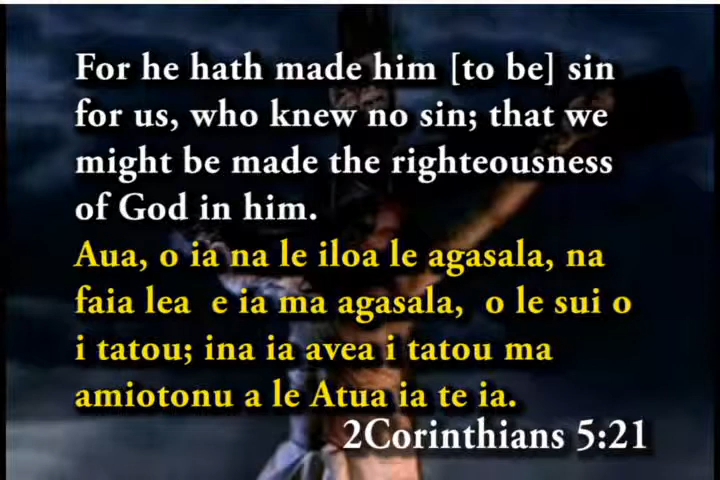 For he hath made him [to be] sin
for us, who knew no sin; that we
might be made the righteousness
of God in him.
Aua, o ia na le iloa le agasala, na
faia lea e ia ma agasala, o le sui o
i tatou; ina ia avea i tatou ma
amiotonu a le Atua ia te ia.
2Corinthians 5:21